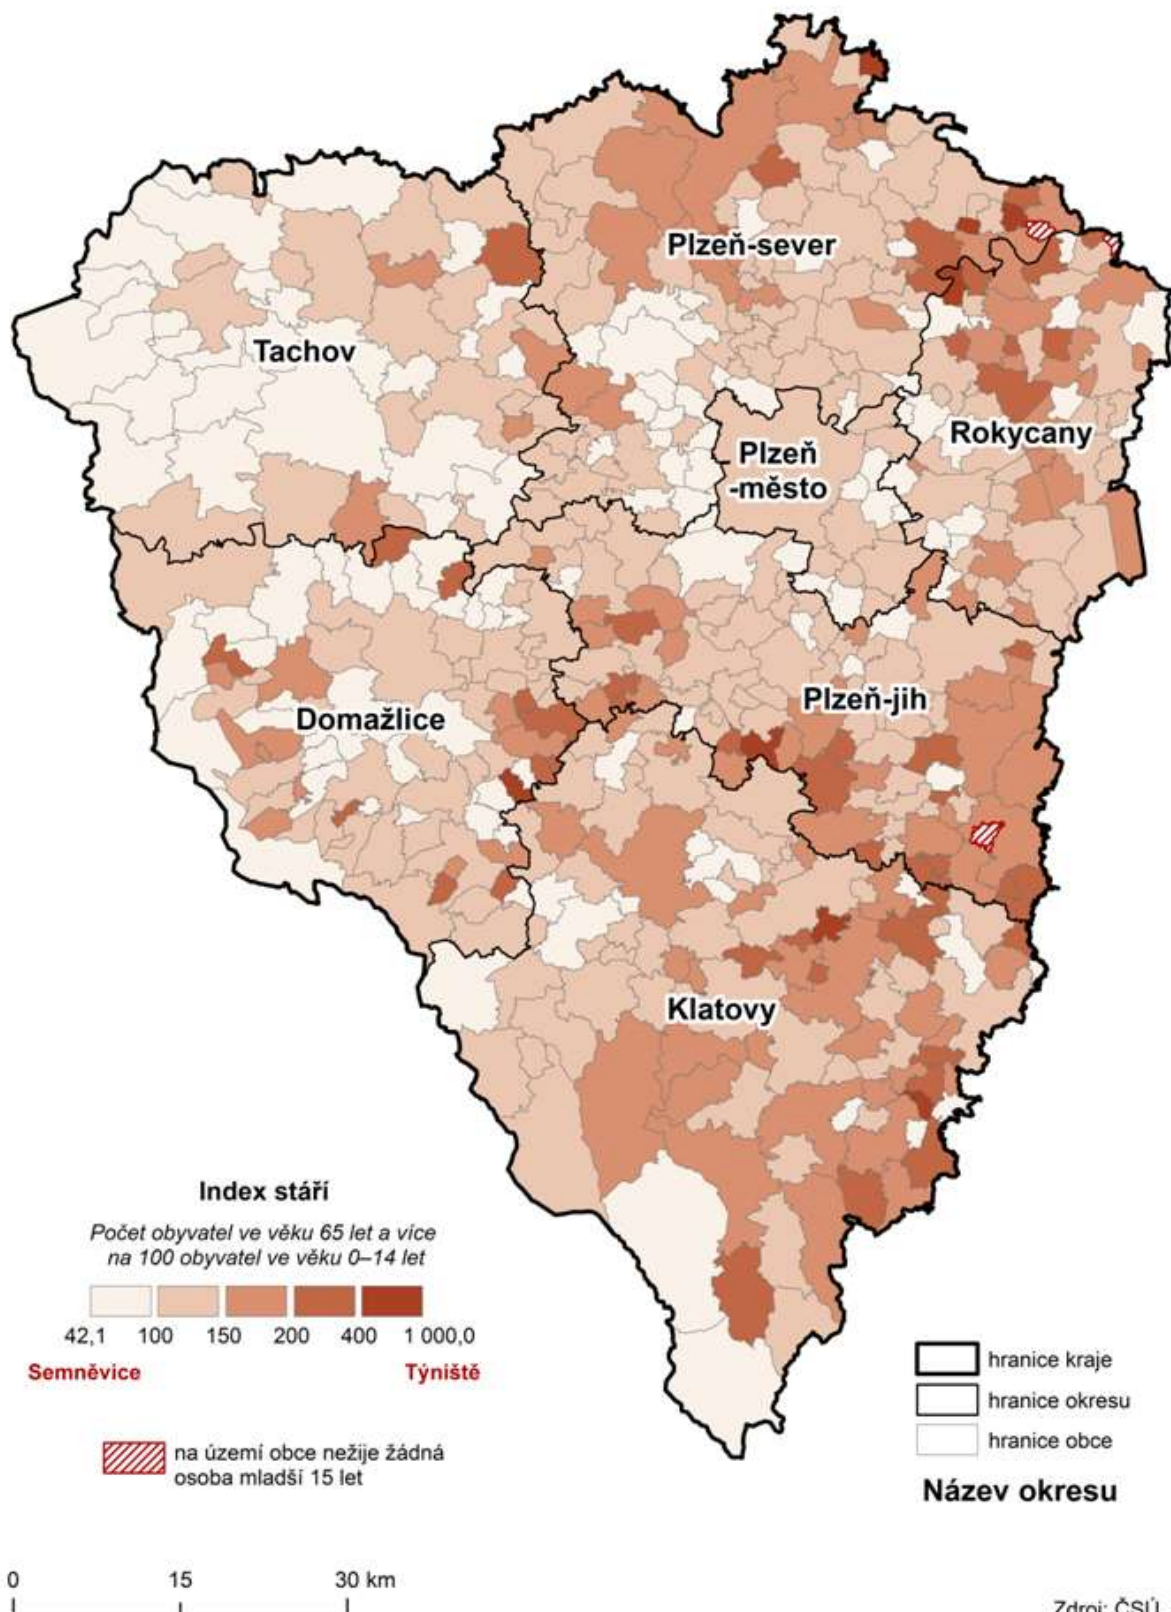 Plzeň-sever
Tachov
Rokycany
Plzeň
-město
Plzeň-jih
Domažlice
Klatovy
Index stáří
Počet obyvatel ve věku 65 let a více
na 100 obyvatel ve věku 0–14 let
42,1 100 150 200 400 1 000,0
Semněvice Týniště
na území obce nežije žádná
osoba mladší 15 let
hranice kraje
hranice okresu
hranice obce
Název okresu
0 15 30 km
Zdroj: ČSÚ